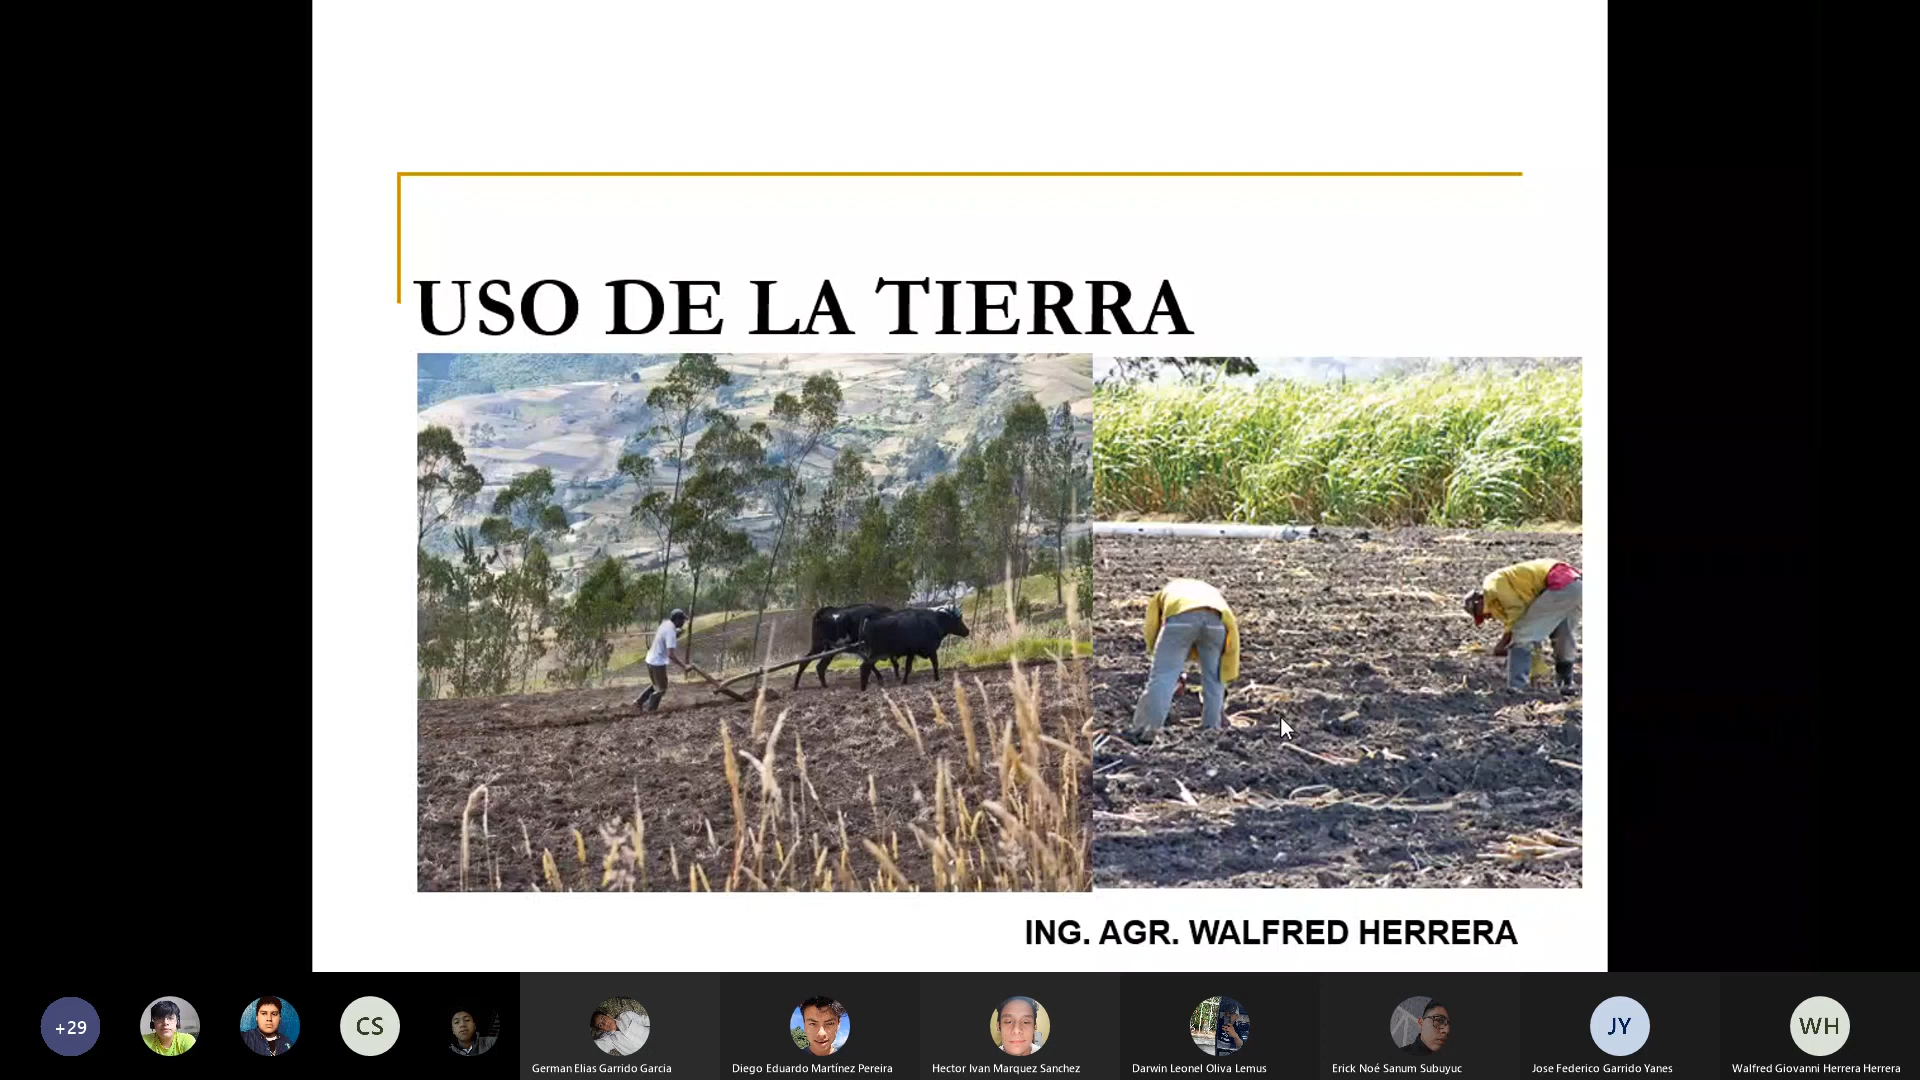 USO DE LA TIERRA
ING. AGR. WALFRED HERRERA
+29
CS
JY
WH
German Elias Garrido Garcia
Diego Eduardo Martínez Pereira
Hector Ivan Marquez Sanchez
Darwin Leonel Oliva Lemus
Erick Noé Sanum Subuyuc
Jose Federico Garrido Yanes
Walfred Giovanni Herrera Herrera